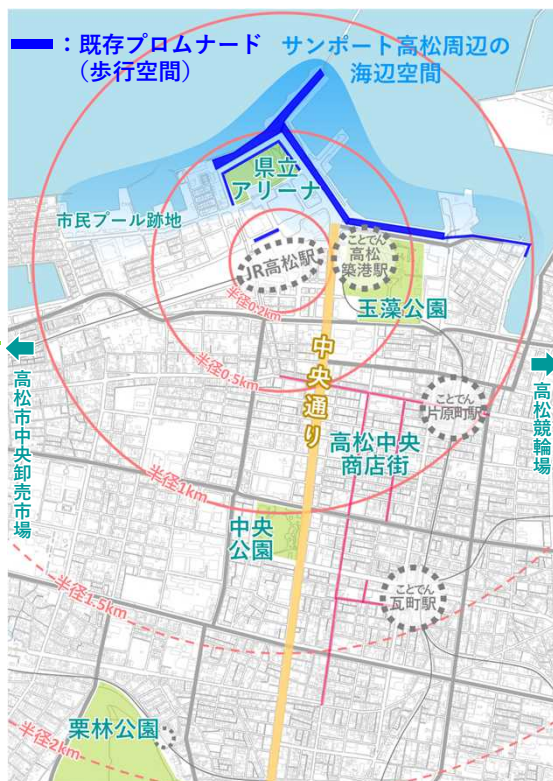 ：既存プロムナード
（歩行空間）
サンポート高松周辺の
海辺空間
県立
アリーナ
市民プール跡地
JR高松駅
ことでん
高松
築港駅
玉藻公園
半径0.2km
半径0.5km
中央通り
ことでん
片原町駅
高松市中央卸売市場
高松競輪場
高松中央
商店街
半径1km
中央
公園
半径1.5km
ことでん
瓦町駅
栗林公園
半径2km